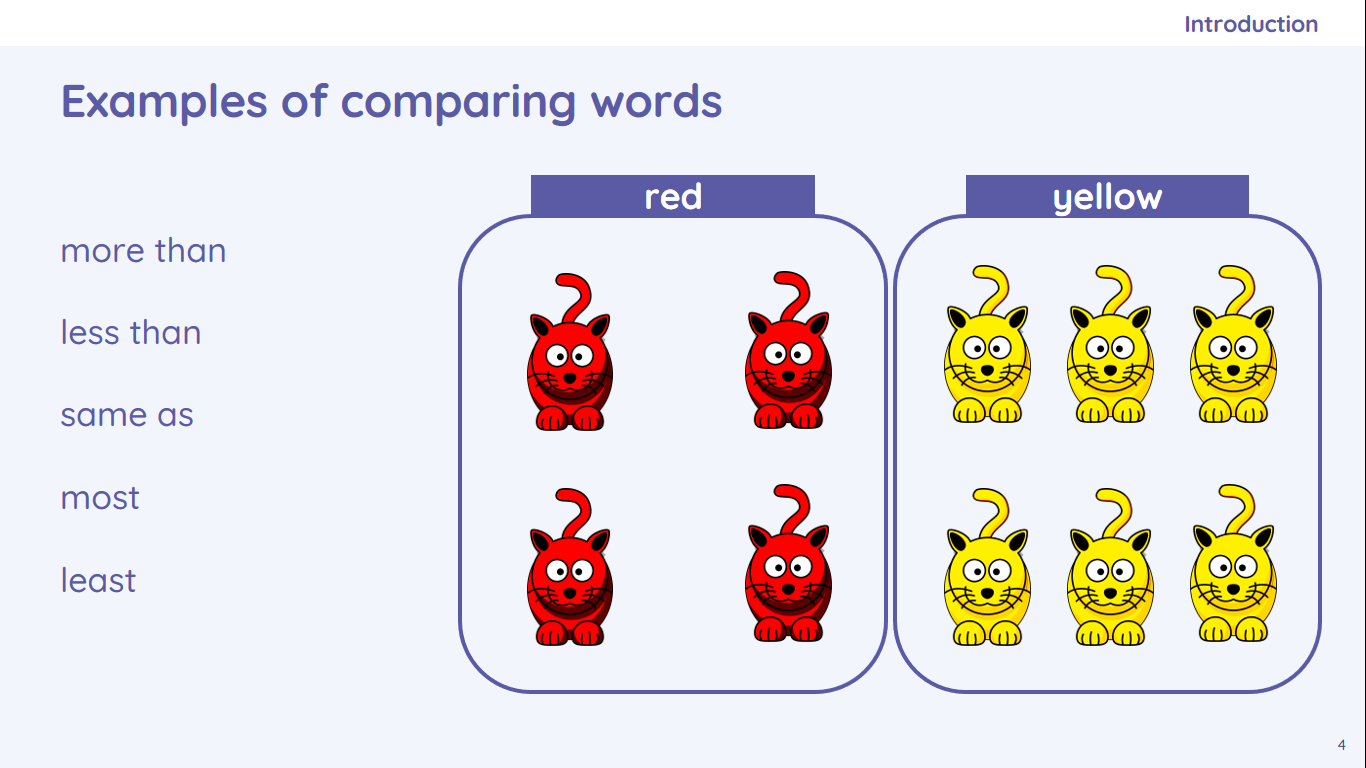 Introduction
Examples of comparing words
red
yellow
more than
less than
same as
most
least
4